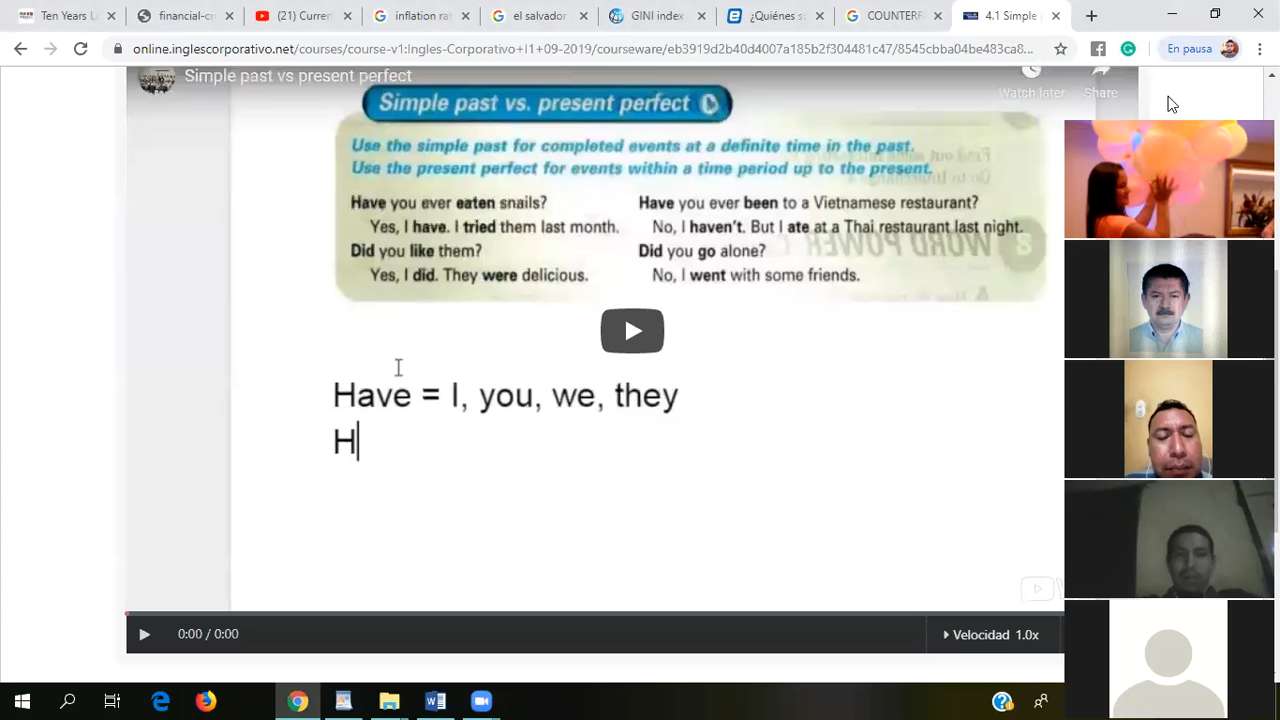 Ten Years L
financial-cr
(21) Curren
inflation rat
el salvador
GINI index
¿Quiénes s
COUNTERF
4.1 Simple p
online.inglescorporativo.net/courses/course-v1:Ingles-Corporativo+I1+09-2019/courseware/eb3919d2b40d4007a185b2f304481c47/8545cbba04be483ca8...
En pausa
Simple past vs present perfect
Watch later
Share
Simple past vs. present perfect
Use the simple past for completed events at a definite time in the past.
Use the present perfect for events within a time period up to the present.
Have you ever eaten snails?
Yes, I have. I tried them last month.
Did you like them?
Yes, I did. They were delicious.
Have you ever been to a Vietnamese restaurant?
No, I haven't. But I ate at a Thai restaurant last night.
Did you go alone?
No, I went with some friends.
WORD POWER
Have = I, you, we, they
H
0:00 / 0:00
Velocidad 1.0x